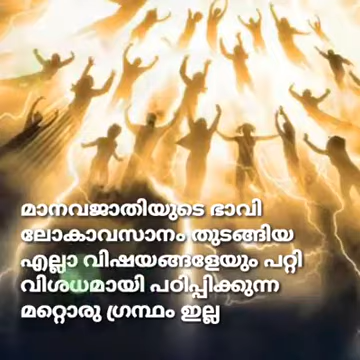 മാനവജാതിയുടെ ഭാവി
ലോകാവസാനം തുടങ്ങിയ
എല്ലാ വിഷയങ്ങളേയും പറ്റി
വിശധമായി പഠിപ്പിക്കുന്ന
മറ്റൊരു ഗ്രന്ഥം ഇല്ല